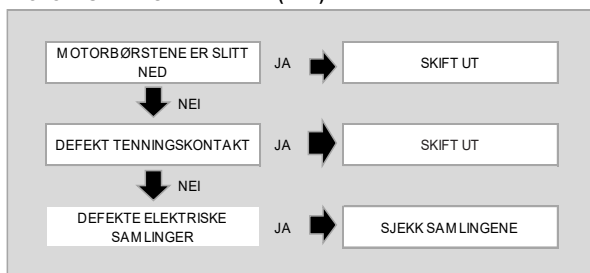 MOTORBØRSTENE ER SLITT
NED
JA
SKIFT UT
NEI
DEFEKT TENNINGSKONTAKT
JA
SKIFT UT
NEI
DEFEKTE ELEKTRISKE
SAMLINGER
JA
SJEKK SAMLINGENE